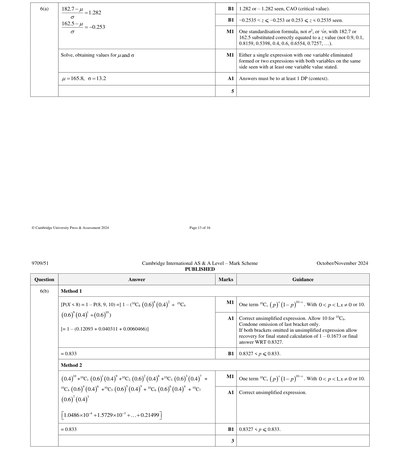 6(a)
(182.7 − μ)/σ = 1.282
B1
1.282 or − 1.282 seen, CAO (critical value).
(162.5 − μ)/σ = −0.253
B1
−0.2535 < z ⩽ −0.253 or 0.253 ⩽ z < 0.2535 seen.
M1
One standardisation formula, not σ², or √σ, with 182.7 or
162.5 substituted correctly equated to a z value (not 0.9, 0.1,
0.8159, 0.5398, 0.4, 0.6, 0.6554, 0.7257, …).
Solve, obtaining values for μ and σ
M1
Either a single expression with one variable eliminated
formed or two expressions with both variables on the same
side seen with at least one variable value stated.
μ = 165.8, σ = 13.2
A1
Answers must be to at least 1 DP (context).
5
© Cambridge University Press & Assessment 2024
Page 15 of 16
9709/51
Cambridge International AS & A Level – Mark Scheme
October/November 2024
PUBLISHED
Question Answer Marks Guidance
6(b)
Method 1
[P(X < 8) = 1 – P(8, 9, 10) =] 1 – (¹⁰C₈ (0.6)⁸ (0.4)² + ¹⁰C₉
(0.6)⁹ (0.4)¹ + (0.6)¹⁰)
M1
One term ¹⁰Cₓ (p)ˣ (1 − p)¹⁰⁻ˣ. With 0 < p < 1, x ≠ 0 or 10.
[= 1 – (0.12093 + 0.040311 + 0.0060466)]
A1
Correct unsimplified expression. Allow 10 for ¹⁰C₉.
Condone omission of last bracket only.
If both brackets omitted in unsimplified allow
recovery for final stated calculation of 1 – 0.1673 or final
answer WRT 0.8327.
= 0.833
B1
0.8327 ⩽ p ⩽ 0.833.
Method 2
(0.4)¹⁰ + ¹⁰C₁ (0.6)¹ (0.4)⁹ + ¹⁰C₂ (0.6)² (0.4)⁸ + ¹⁰C₃ (0.6)³ (0.4)⁷ +
¹⁰C₄ (0.6)⁴ (0.4)⁶ + ¹⁰C₅ (0.6)⁵ (0.4)⁵ + ¹⁰C₆ (0.6)⁶ (0.4)⁴ + ¹⁰C₇
(0.6)⁷ (0.4)³
M1
One term ¹⁰Cₓ (p)ˣ (1 − p)¹⁰⁻ˣ. With 0 < p < 1, x ≠ 0 or 10.
A1
Correct unsimplified expression.
[1.0486×10⁻⁴ + 1.5729×10⁻³ + … + 0.21499]
= 0.833
B1
0.8327 < p ⩽ 0.833.
3